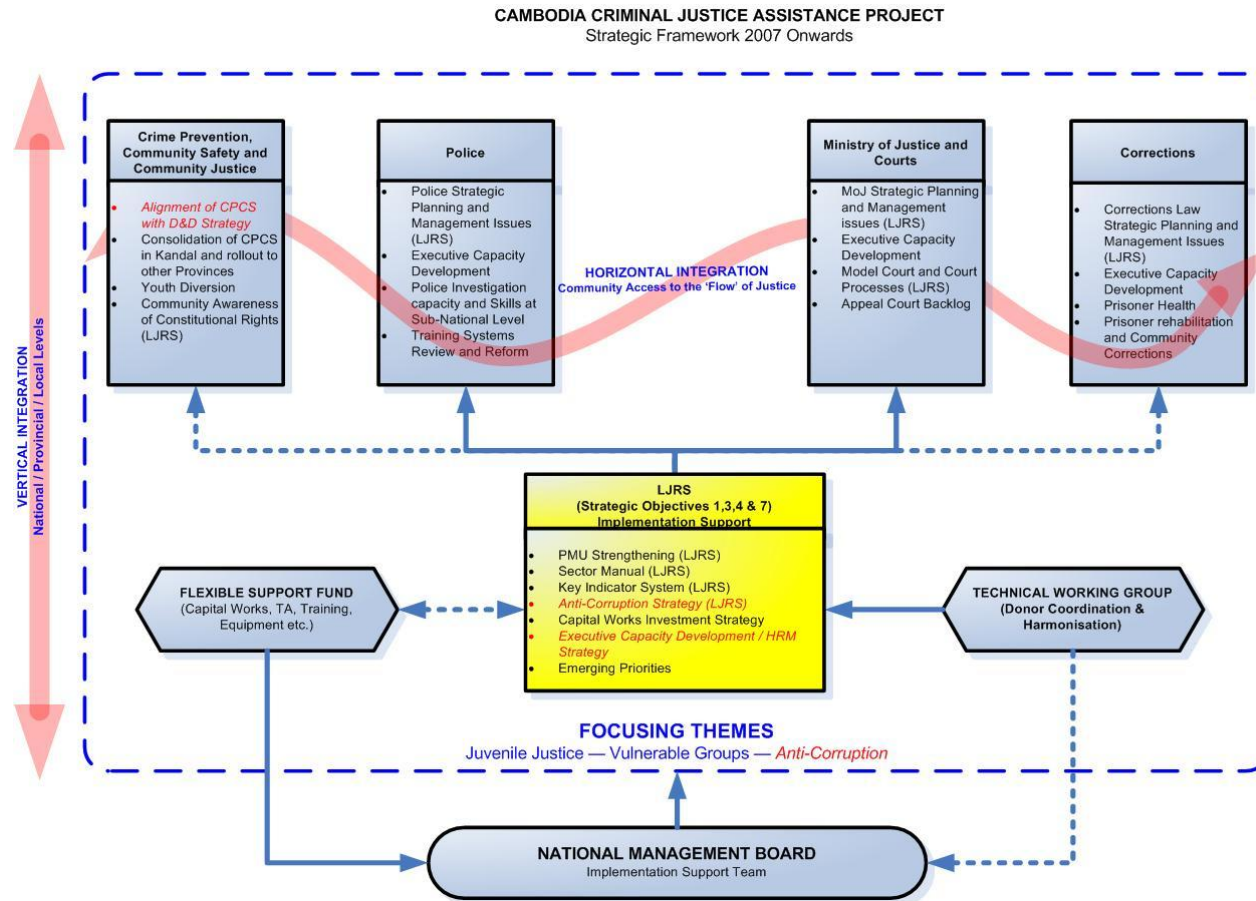 CAMBODIA CRIMINAL JUSTICE ASSISTANCE PROJECT
Strategic Framework 2007 Onwards
VERTICAL INTEGRATION
National / Provincial / Local Levels
Crime Prevention,
Community Safety and
Community Justice
• Alignment of CPCS
with D&D Strategy
• Consolidation of CPCS
in Kandal and rollout to
other Provinces
• Youth Diversion
• Community Awareness
of Constitutional Rights
(LJRS)
Police
• Police Strategic
Planning and
Management Issues
(LJRS)
• Executive Capacity
Development
• Police Investigation
capacity and Skills at
Sub-National Level
• Training Systems
Review and Reform
HORIZONTAL INTEGRATION
Community Access to the ‘Flow’ of Justice
Ministry of Justice and
Courts
• MoJ Strategic Planning
and Management
issues (LJRS)
• Executive Capacity
Development
• Model Court and Court
Processes (LJRS)
• Appeal Court Backlog
Corrections
• Corrections Law
Strategic Planning and
Management Issues
(LJRS)
• Executive Capacity
Development
• Prisoner Health
• Prisoner rehabilitation
and Community
Corrections
LJRS
(Strategic Objectives 1,3,4 & 7)
Implementation Support
• PMU Strengthening (LJRS)
• Sector Manual (LJRS)
• Key Indicator System (LJRS)
• Anti-Corruption Strategy (LJRS)
• Capital Works Investment Strategy
• Executive Capacity Development / HRM
Strategy
• Emerging Priorities
FLEXIBLE SUPPORT FUND
(Capital Works, TA, Training,
Equipment etc.)
TECHNICAL WORKING GROUP
(Donor Coordination &
Harmonisation)
FOCUSING THEMES
Juvenile Justice — Vulnerable Groups — Anti-Corruption
NATIONAL MANAGEMENT BOARD
Implementation Support Team